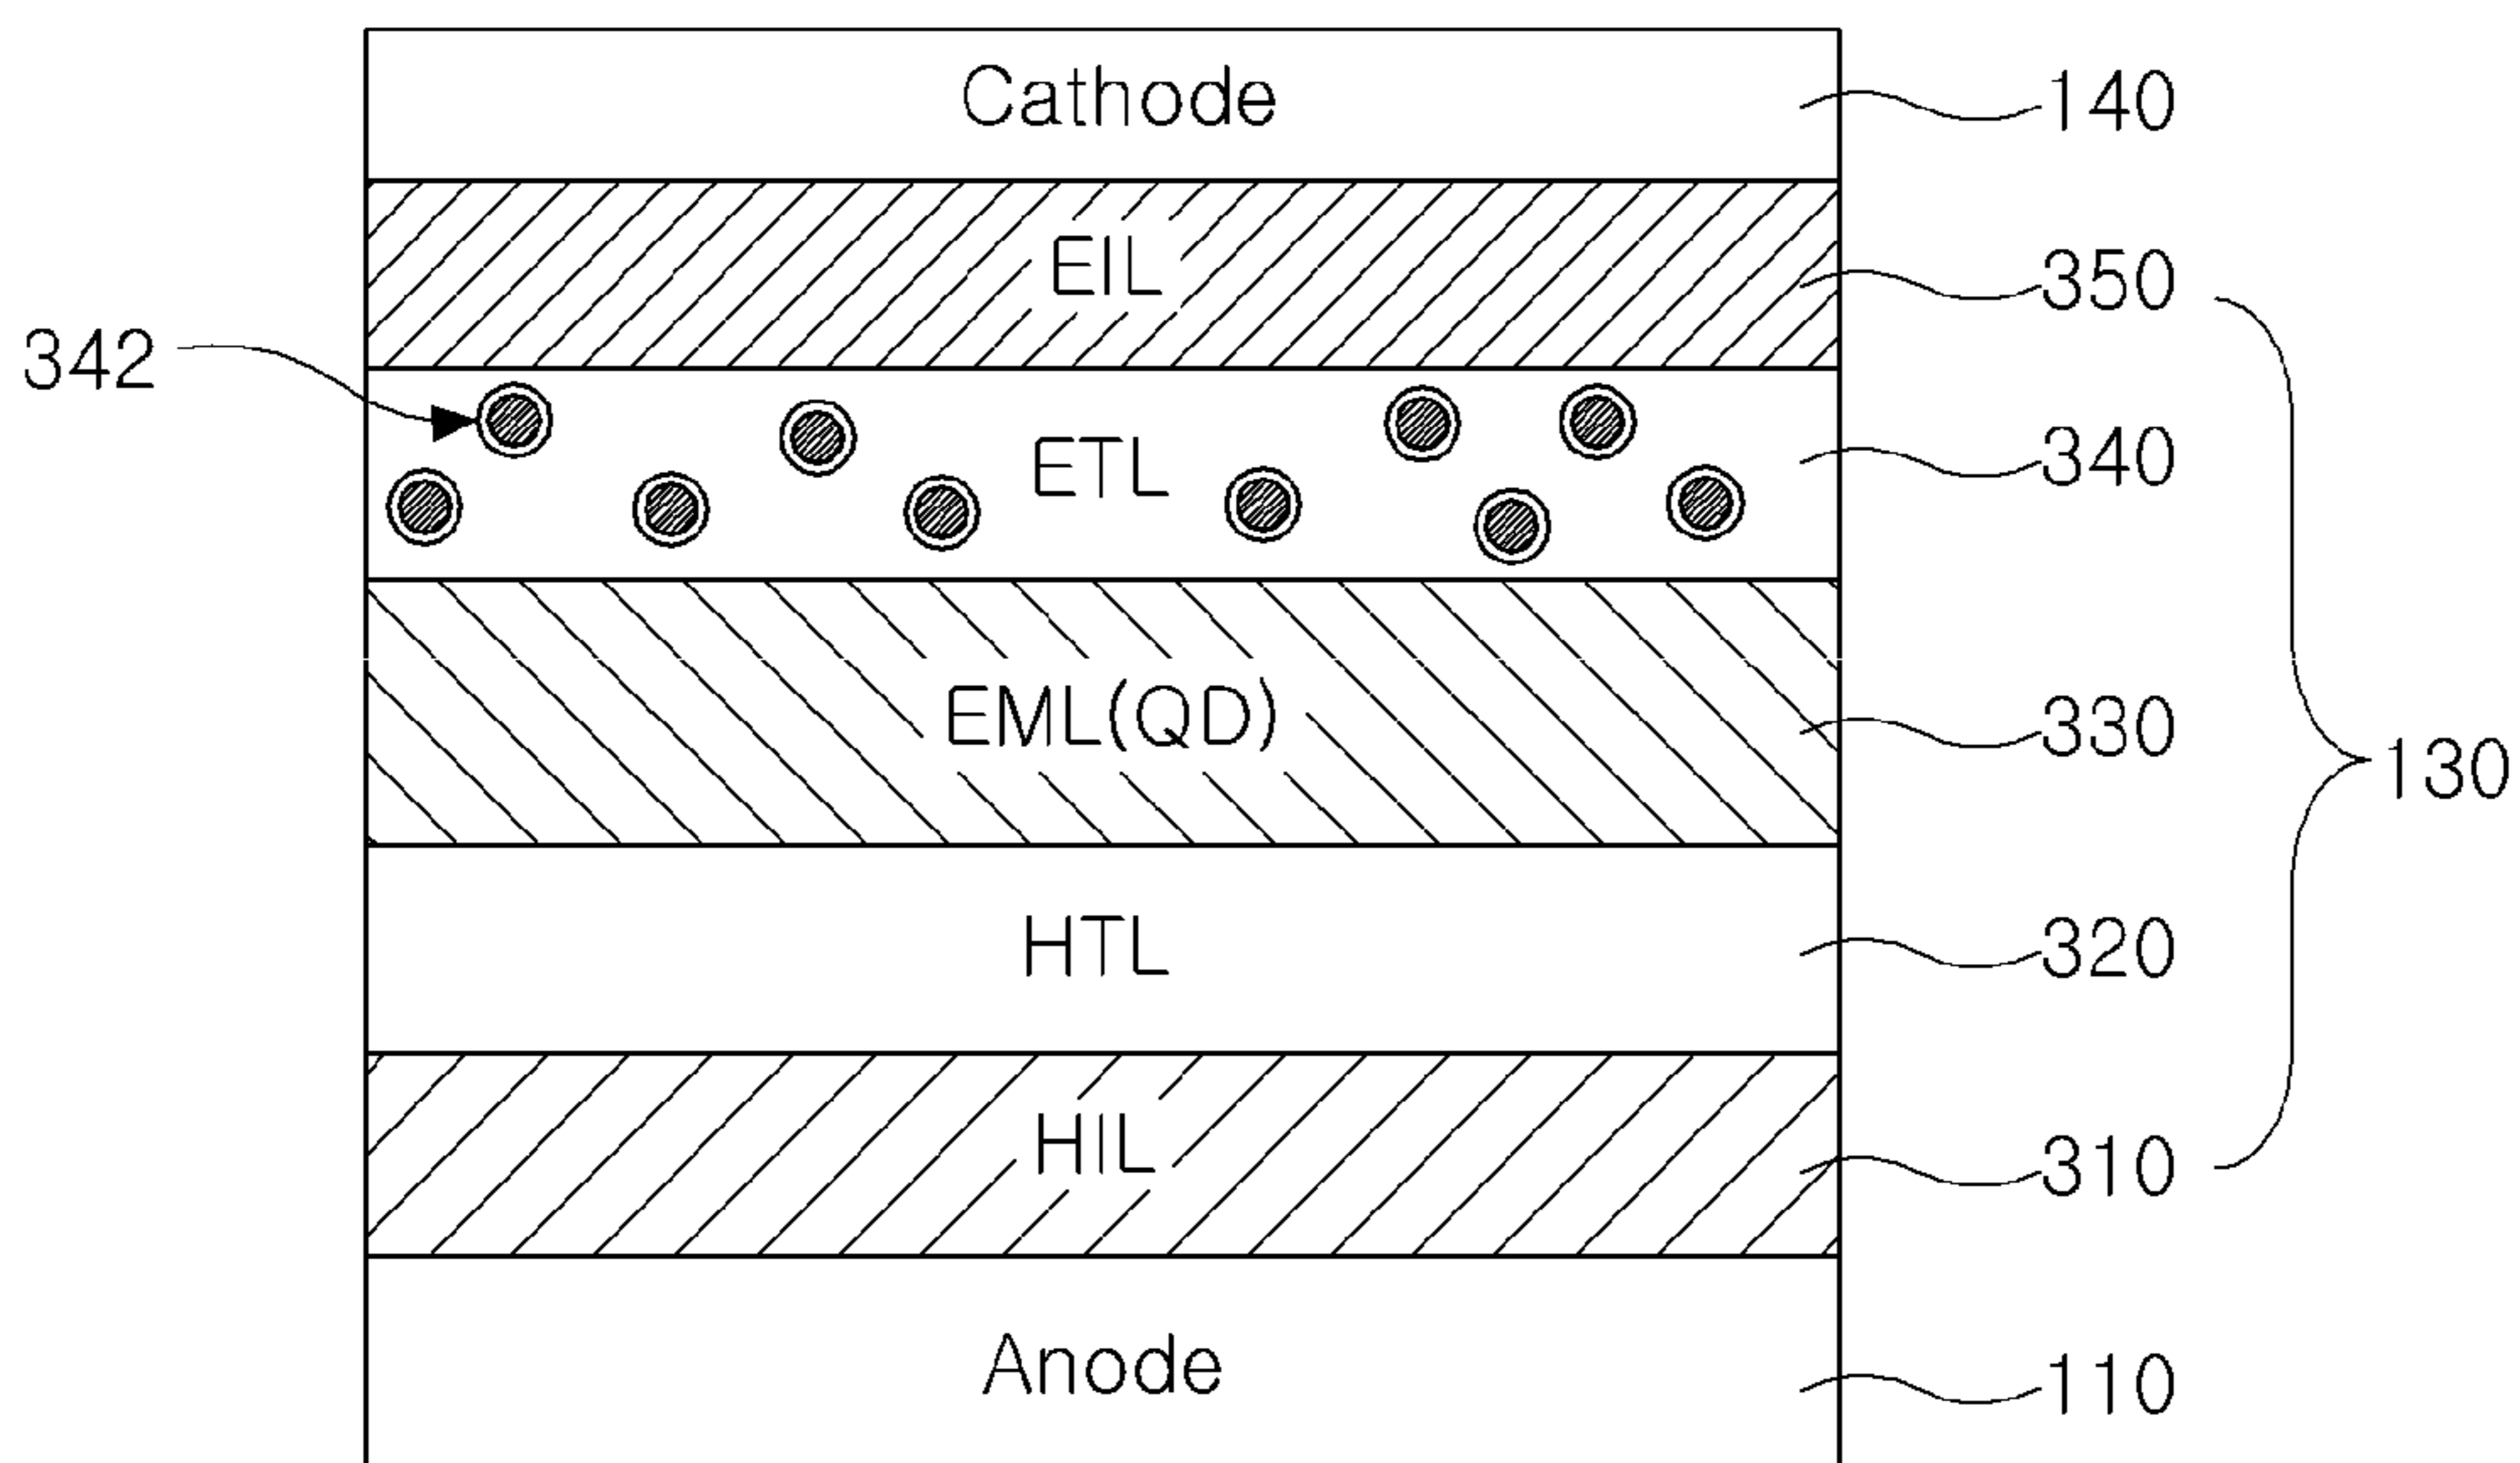 Cathode 140
EIL 350
342
ETL 340
EML(QD) 330
130
HTL 320
HIL 310
Anode 110